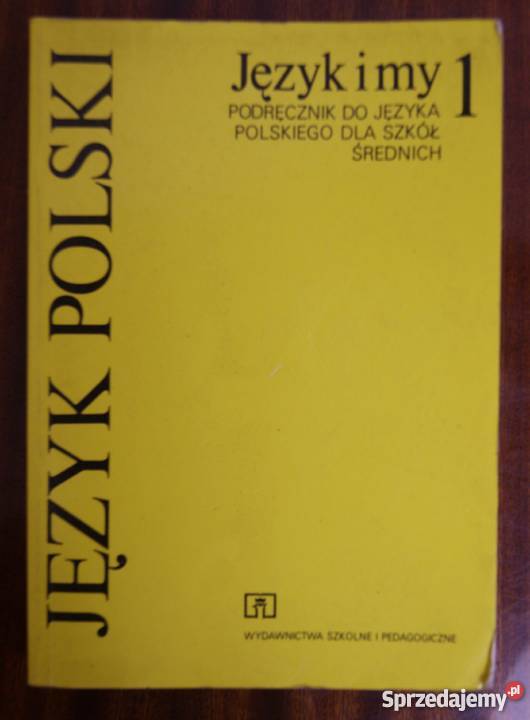 JĘZYK POLSKI
Język i my 1
PODRĘCZNIK DO JĘZYKA
POLSKIEGO DLA SZKÓŁ
ŚREDNICH
WYDAWNICTWA SZKOLNE I PEDAGOGICZNE
Sprzedajemy.pl